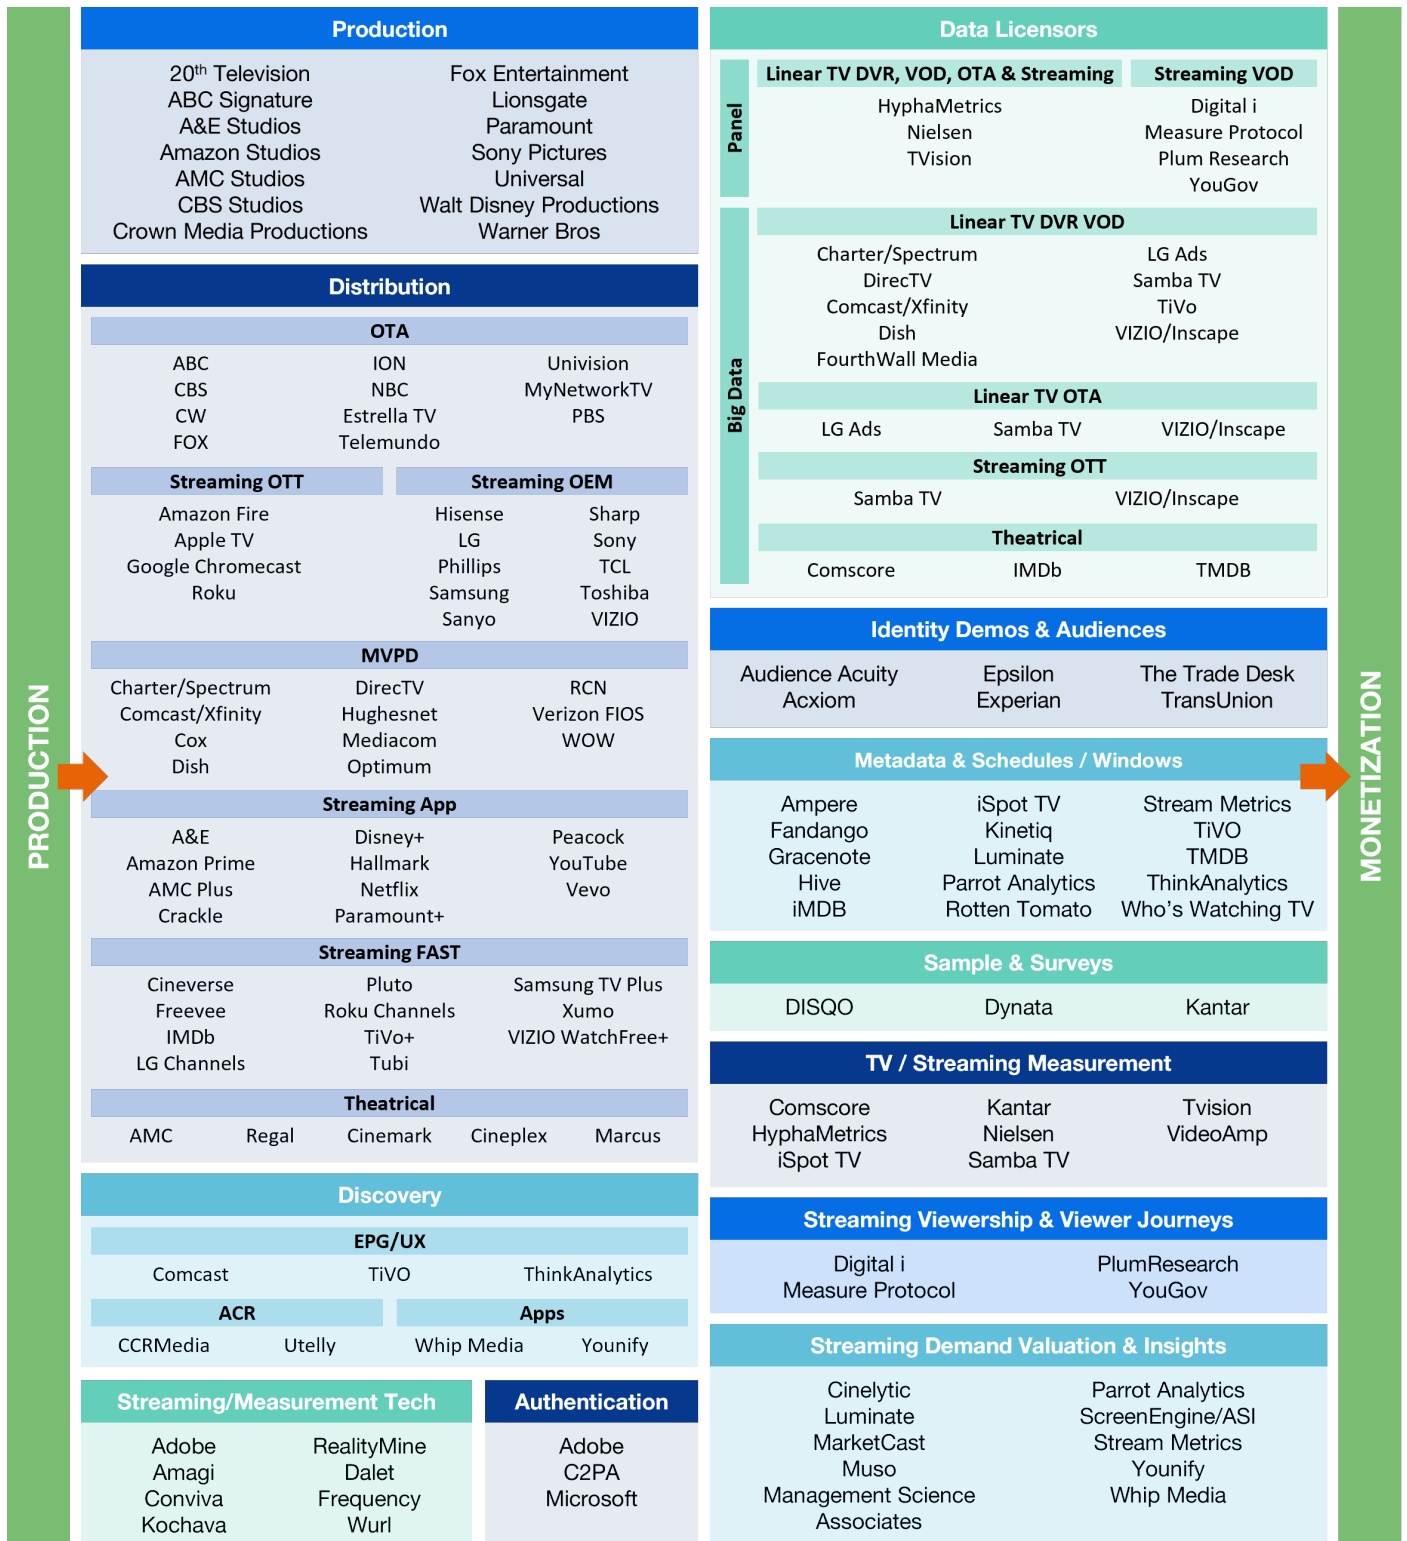 PRODUCTION
Production
20th Television
ABC Signature
A&E Studios
Amazon Studios
AMC Studios
CBS Studios
Crown Media Productions
Fox Entertainment
Lionsgate
Paramount
Sony Pictures
Universal
Walt Disney Productions
Warner Bros
Distribution
OTA
ABC
CBS
CW
FOX
ION
NBC
Estrella TV
Telemundo
Univision
MyNetworkTV
PBS
Streaming OTT
Amazon Fire
Apple TV
Google Chromecast
Roku
Streaming OEM
Hisense
LG
Phillips
Samsung
Sanyo
Sharp
Sony
TCL
Toshiba
VIZIO
MVPD
Charter/Spectrum
Comcast/Xfinity
Cox
Dish
DirecTV
Hughesnet
Mediacom
Optimum
RCN
Verizon FIOS
WOW
Streaming App
A&E
Amazon Prime
AMC Plus
Crackle
Disney+
Hallmark
Netflix
Paramount+
Peacock
YouTube
Vevo
Streaming FAST
Cineverse
Freevee
IMDb
LG Channels
Pluto
Roku Channels
TiVo+
Tubi
Samsung TV Plus
Xumo
VIZIO WatchFree+
Theatrical
AMC
Regal
Cinemark
Cineplex
Marcus
Discovery
EPG/UX
Comcast
TiVO
ThinkAnalytics
ACR
CCRMedia
Utelly
Apps
Whip Media
Younify
Streaming/Measurement Tech
Adobe
Amagi
Conviva
Kochava
RealityMine
Dalet
Frequency
Wurl
Authentication
Adobe
C2PA
Microsoft
Data Licensors
Panel
Linear TV DVR, VOD, OTA & Streaming
HyphaMetrics
Nielsen
TVision
Streaming VOD
Digital i
Measure Protocol
Plum Research
YouGov
Big Data
Linear TV DVR VOD
Charter/Spectrum
DirecTV
Comcast/Xfinity
Dish
FourthWall Media
LG Ads
Samba TV
TiVo
VIZIO/Inscape
Linear TV OTA
LG Ads
Samba TV
VIZIO/Inscape
Streaming OTT
Samba TV
VIZIO/Inscape
Theatrical
Comscore
IMDb
TMDB
Identity Demos & Audiences
Audience Acuity
Acxiom
Epsilon
Experian
The Trade Desk
TransUnion
Metadata & Schedules / Windows
Ampere
Fandango
Gracenote
Hive
iMDB
iSpot TV
Kinetiq
Luminate
Parrot Analytics
Rotten Tomato
Stream Metrics
TiVO
TMDB
ThinkAnalytics
Who's Watching TV
Sample & Surveys
DISQO
Dynata
Kantar
TV / Streaming Measurement
Comscore
HyphaMetrics
iSpot TV
Kantar
Nielsen
Samba TV
Tvision
VideoAmp
Streaming Viewership & Viewer Journeys
Digital i
Measure Protocol
PlumResearch
YouGov
Streaming Demand Valuation & Insights
Cinelytic
Luminate
MarketCast
Muso
Management Science
Associates
Parrot Analytics
ScreenEngine/ASI
Stream Metrics
Younify
Whip Media
MONETIZATION